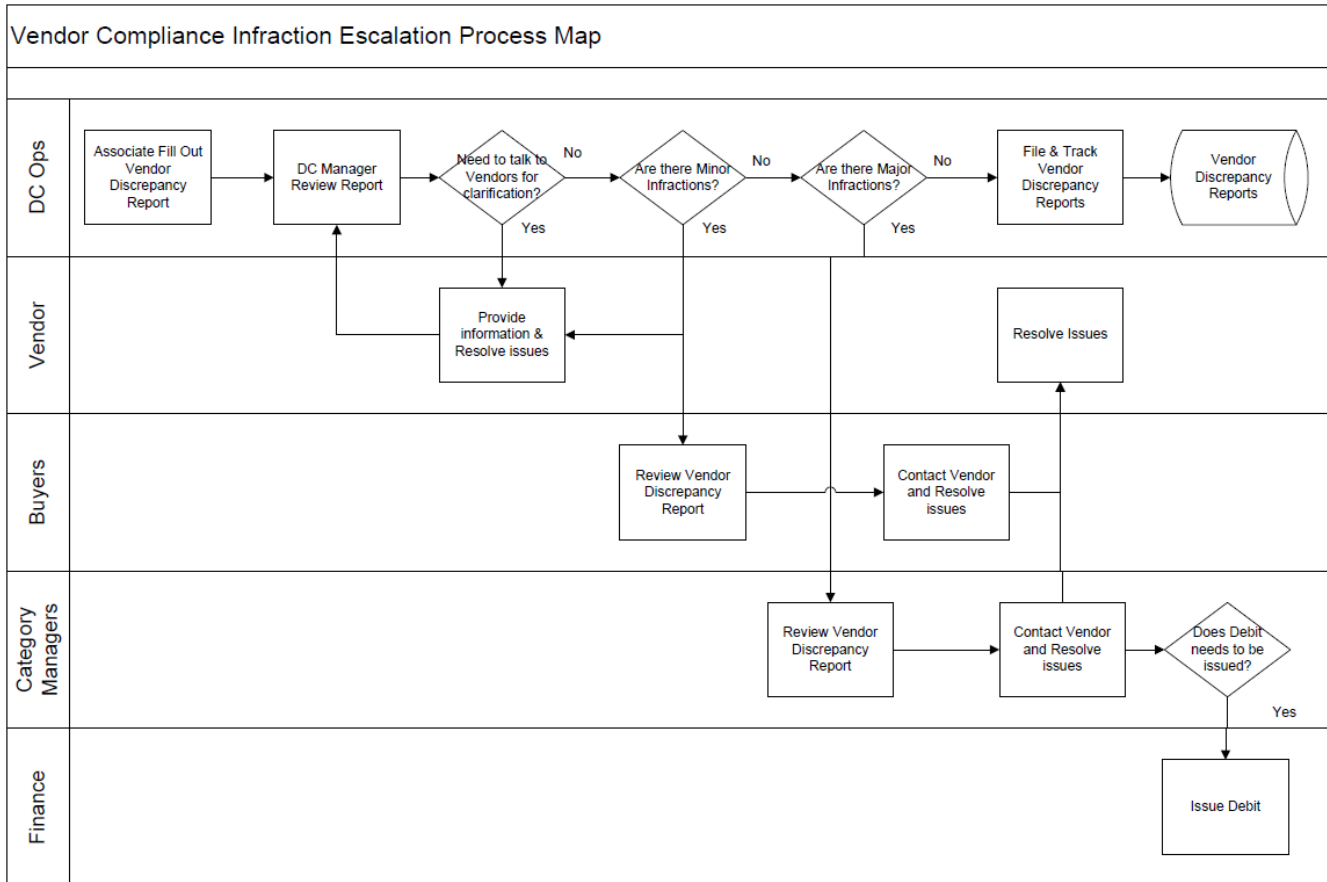 Vendor Compliance Infraction Escalation Process Map
DC Ops
Associate Fill Out
Vendor
Discrepancy
Report
DC Manager
Review Report
Need to talk to
Vendors for
clarification?
No
Yes
Are there Minor
Infractions?
No
Yes
Are there Major
Infractions?
No
Yes
File & Track
Vendor
Discrepancy
Reports
Vendor
Discrepancy
Reports
Vendor
Provide
information &
Resolve issues
Resolve Issues
Buyers
Review Vendor
Discrepancy
Report
Contact Vendor
and Resolve
issues
Category
Managers
Review Vendor
Discrepancy
Report
Contact Vendor
and Resolve
issues
Does Debit
needs to be
issued?
Yes
Finance
Issue Debit